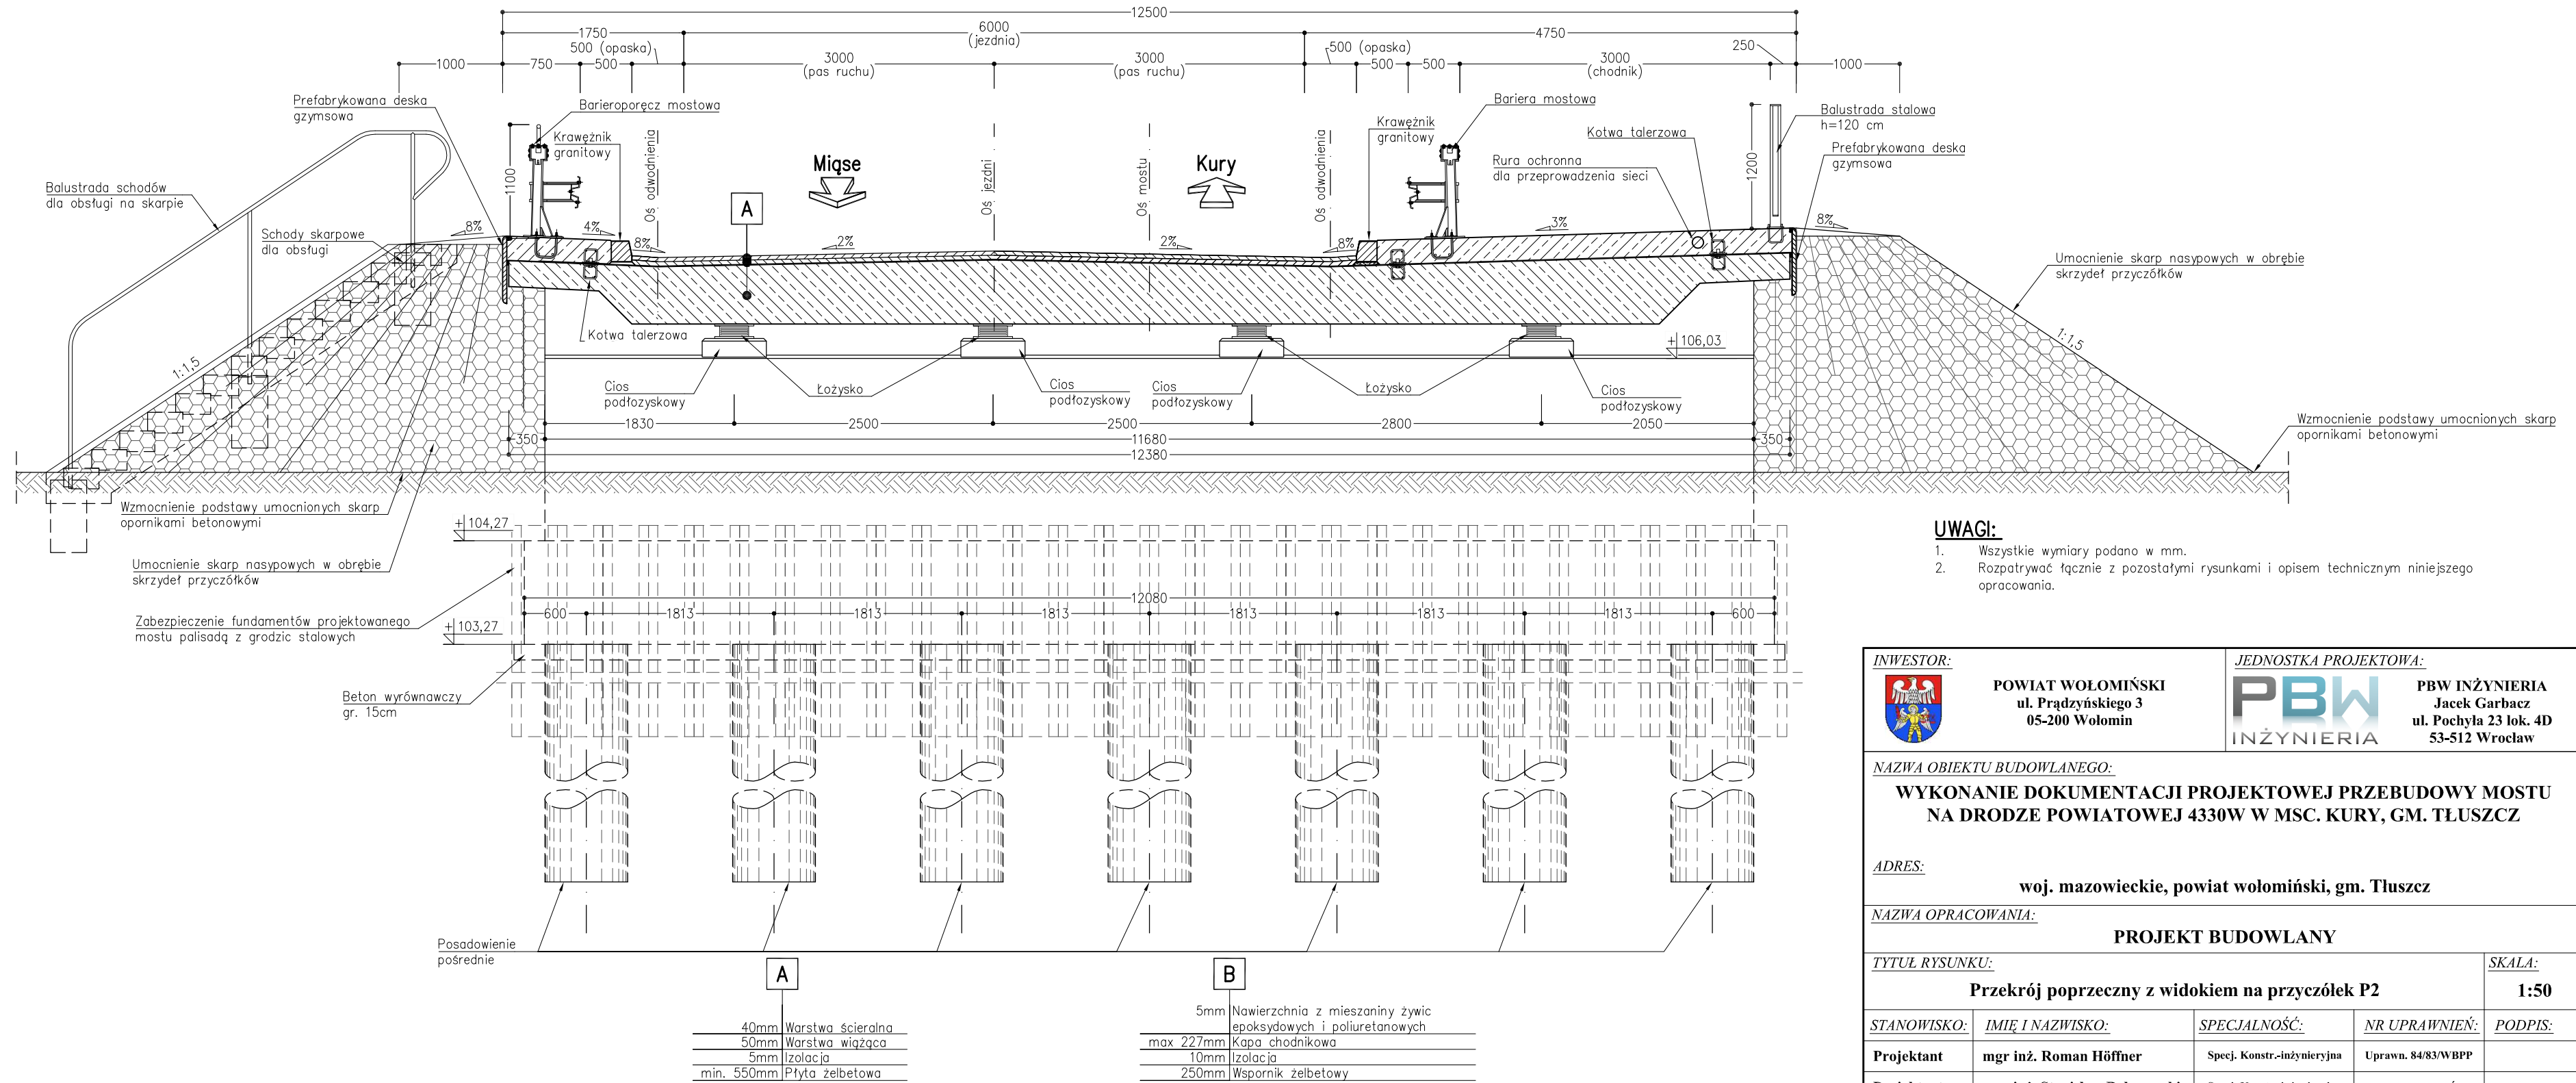 12500
1750
6000
(jezdnia)
4750
500 (opaska)
500 (opaska)
250
1000
750
500
3000
(pas ruchu)
3000
(pas ruchu)
500
500
3000
(chodnik)
1000
Prefabrykowana deska
gzymsowa
Barieroporęcz mostowa
Krawężnik
granitowy
Oś odwodnienia
Miąse
Oś jezdni
Oś mostu
Kury
Oś odwodnienia
Krawężnik
granitowy
Bariera mostowa
Kotwa talerzowa
Rura ochronna
dla przeprowadzenia sieci
Balustrada stalowa
h=120 cm
Prefabrykowana deska
gzymsowa
1100
1200
A
Balustrada schodów
dla obsługi na skarpie
Schody skarpowe
dla obsługi
8%
4%
8%
2%
2%
8%
3%
8%
Umocnienie skarp nasypowych w obrębie
skrzydeł przyczółków
1:1,5
1:1,5
Kotwa talerzowa
+106,03
Cios
podłozyskowy
Łożysko
Cios
podłozyskowy
Cios
podłozyskowy
Łożysko
Cios
podłozyskowy
1830
2500
2500
2800
2050
350
11680
350
12380
Wzmocnienie podstawy umocnionych skarp
opornikami betonowymi
Wzmocnienie podstawy umocnionych skarp
opornikami betonowymi
+104,27
Umocnienie skarp nasypowych w obrębie
skrzydeł przyczółków
Zabezpieczenie fundamentów projektowanego
mostu palisadą z grodzic stalowych
12080
600
1813
1813
1813
1813
1813
1813
600
+103,27
Beton wyrównawczy
gr. 15cm
Posadowienie
pośrednie
A
40mm Warstwa ścieralna
50mm Warstwa wiążąca
5mm Izolacja
min. 550mm Płyta żelbetowa
B
5mm Nawierzchnia z mieszaniny żywic
epoksydowych i poliuretanowych
max 227mm Kapa chodnikowa
10mm Izolacja
250mm Wspornik żelbetowy
UWAGI:
1. Wszystkie wymiary podano w mm.
2. Rozpatrywać łącznie z pozostałymi rysunkami i opisem technicznym niniejszego
opracowania.
INWESTOR:
POWIAT WOŁOMIŃSKI
ul. Prądzyńskiego 3
05-200 Wołomin
JEDNOSTKA PROJEKTOWA:
PBW
INŻYNIERIA
PBW INŻYNIERIA
Jacek Garbacz
ul. Pochyła 23 lok. 4D
53-512 Wrocław
NAZWA OBIEKTU BUDOWLANEGO:
WYKONANIE DOKUMENTACJI PROJEKTOWEJ PRZEBUDOWY MOSTU
NA DRODZE POWIATOWEJ 4330W W MSC. KURY, GM. TŁUSZCZ
ADRES:
woj. mazowieckie, powiat wołomiński, gm. Tłuszcz
NAZWA OPRACOWANIA:
PROJEKT BUDOWLANY
TYTUŁ RYSUNKU:
Przekrój poprzeczny z widokiem na przyczółek P2
SKALA:
1:50
STANOWISKO: IMIĘ I NAZWISKO: SPECJALNOŚĆ: NR UPRAWNIEŃ: PODPIS:
Projektant mgr inż. Roman Höffner Specj. Konstr.-inżynieryjna Uprawn. 84/83/WBPP